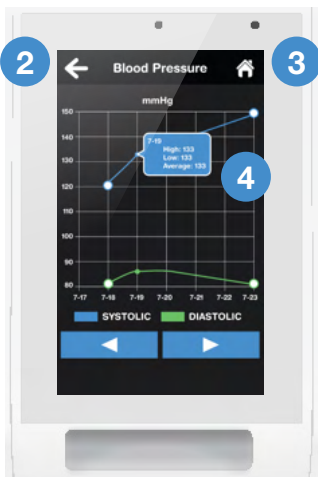 2
3
Blood Pressure
mmHg
150
140
130
120
110
100
90
80
7-19
High: 133
Low: 133
Average: 133
4
7-17 7-18 7-19 7-20 7-21 7-22 7-23
SYSTOLIC DIASTOLIC